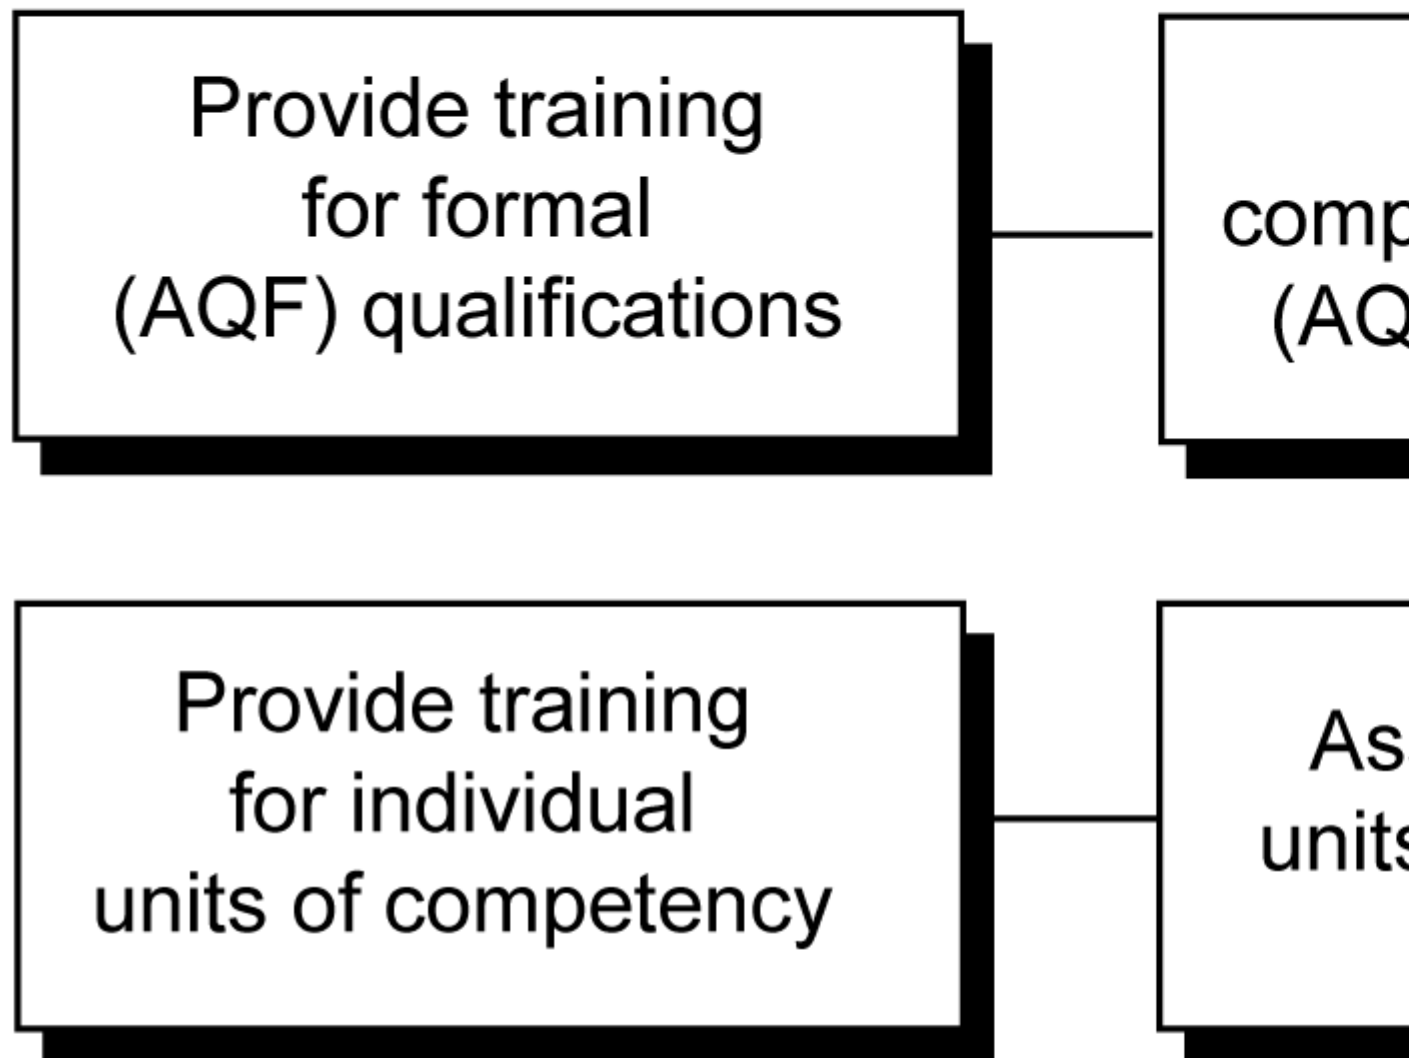 Provide training
for formal
(AQF) qualifications
Provide training
for individual
units of competency